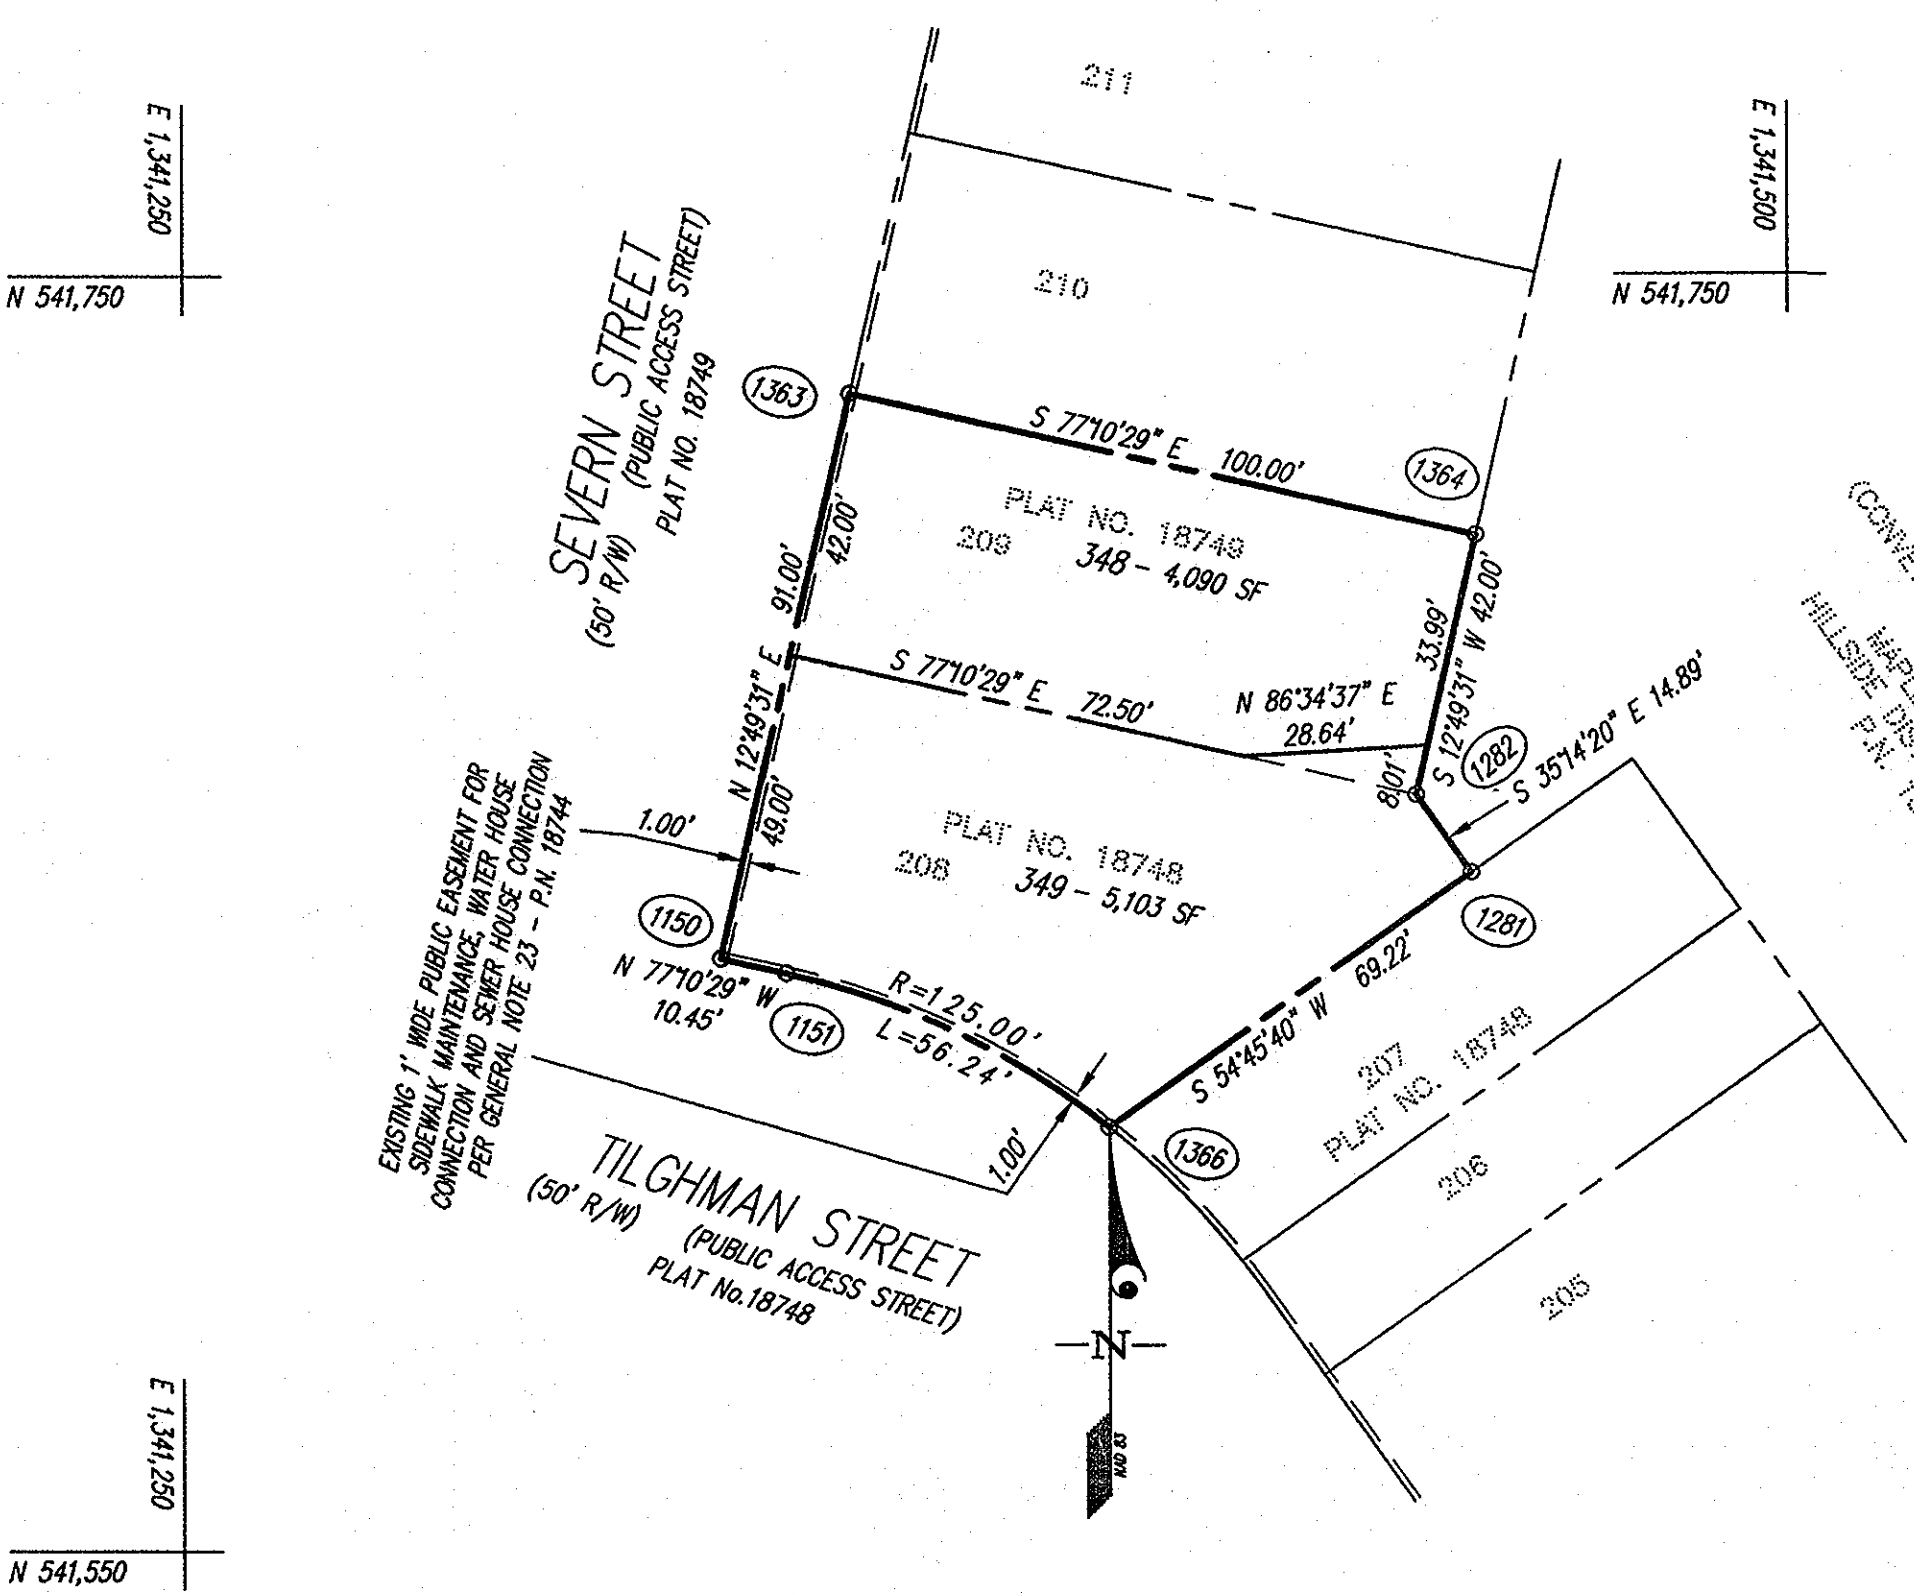 211
E 1,341,250
N 541,750
E 1,341,500
N 541,750
210
SEVERN STREET
(50' R/W)
(PUBLIC ACCESS STREET)
PLAT NO. 18749
1363
S 77°10'29" E 100.00'
1364
42.00'
91.00'
N 12°49'31" E
49.00'
PLAT NO. 18749
209
348 - 4,090 SF
33.99'
S 12°49'31" W 42.00'
8.01'
S 77°10'29" E 72.50'
N 86°34'37" E
28.64'
1282
S 35°14'20" E 14.89'
HILLSIDE
P.N.
EXISTING 1' WIDE PUBLIC EASEMENT FOR
SIDEWALK MAINTENANCE, WATER HOUSE
CONNECTION AND SEWER HOUSE CONNECTION
PER GENERAL NOTE 23 - P.N. 18744
1.00'
PLAT NO. 18748
208
349 - 5,103 SF
1150
1281
N 77°10'29" W
10.45'
1151
R=125.00'
L=56.24'
S 54°45'40" W 69.22'
207
PLAT NO. 18748
1.00'
1366
206
TILGHMAN STREET
(50' R/W)
(PUBLIC ACCESS STREET)
PLAT No.18748
205
N
NAD 83
E 1,341,250
N 541,550